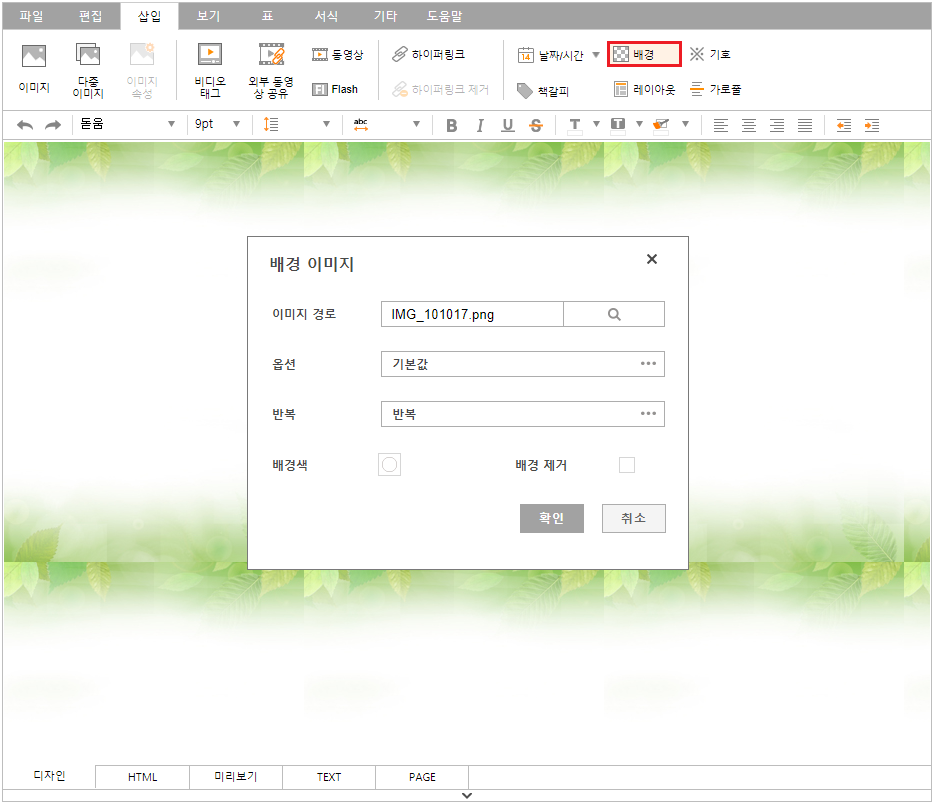 파일 편집 삽입 보기 표 서식 기타 도움말
이미지
다중
이미지
이미지
속성
비디오
태그
외부 동영
상 공유
동영상
Fl Flash
하이퍼링크
하이퍼링크 제거
14 날짜/시간
책갈피
배경
레이아웃
기호
가로줄
돋움 9pt abc B I U S T T
배경 이미지
이미지 경로 IMG_101017.png
옵션 기본값
반복 반복
배경색 배경 제거
확인 취소
디자인 HTML 미리보기 TEXT PAGE